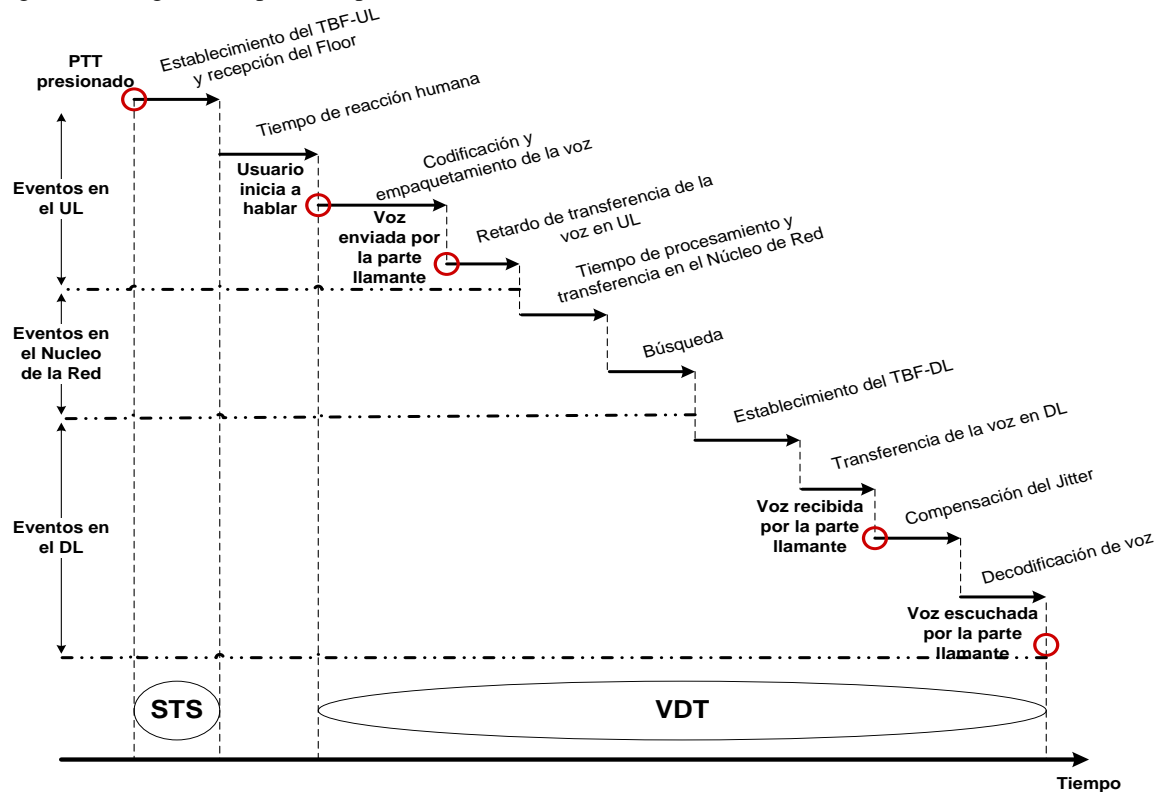 PTT
presionado
Establecimiento del TBF-UL
y recepción del Floor
Tiempo de reacción humana
Eventos en
el UL
Usuario
inicia a
hablar
Codificación y
empaquetamiento de la voz
Voz
enviada por
la parte
llamante
Retardo de transferencia de la
voz en UL
Tiempo de procesamiento y
transferencia en el Núcleo de Red
Eventos en
el Nucleo
de la Red
Búsqueda
Establecimiento del TBF-DL
Transferencia de la voz en DL
Eventos en
el DL
Voz recibida
por la parte
llamante
Compensación del Jitter
Decodificación de voz
Voz escuchada
por la parte
llamante
STS
VDT
Tiempo